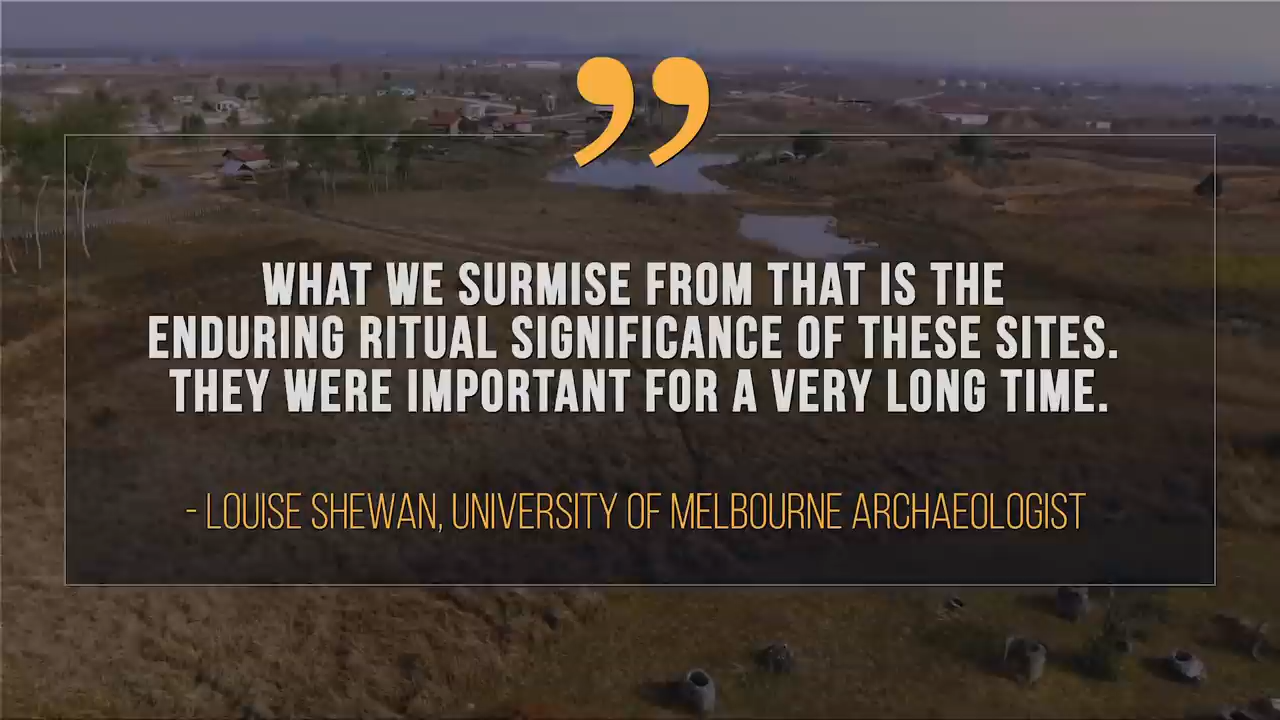 ”
WHAT WE SURMISE FROM THAT IS THE
ENDURING RITUAL SIGNIFICANCE OF THESE SITES.
THEY WERE IMPORTANT FOR A VERY LONG TIME.
- LOUISE SHEWAN, UNIVERSITY OF MELBOURNE ARCHAEOLOGIST